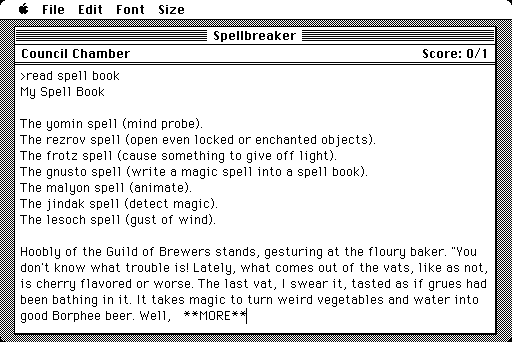 File Edit Font Size
Spellbreaker
Council Chamber Score: 0/1
>read spell book
My Spell Book
The yomin spell (mind probe).
The rezrov spell (open even locked or enchanted objects).
The frotz spell (cause something to give off light).
The gnusto spell (write a magic spell into a spell book).
The malyon spell (animate).
The jindak spell (detect magic).
The lesoch spell (gust of wind).
Hoobly of the Guild of Brewers stands, gesturing at the floury baker. "You
don't know what trouble is! Lately, what comes out of the vats, like as not,
is cherry flavored or worse. The last vat, I swear it, tasted as if grues had
been bathing in it. It takes magic to turn weird vegetables and water into
good Borphee beer. Well, **MORE**